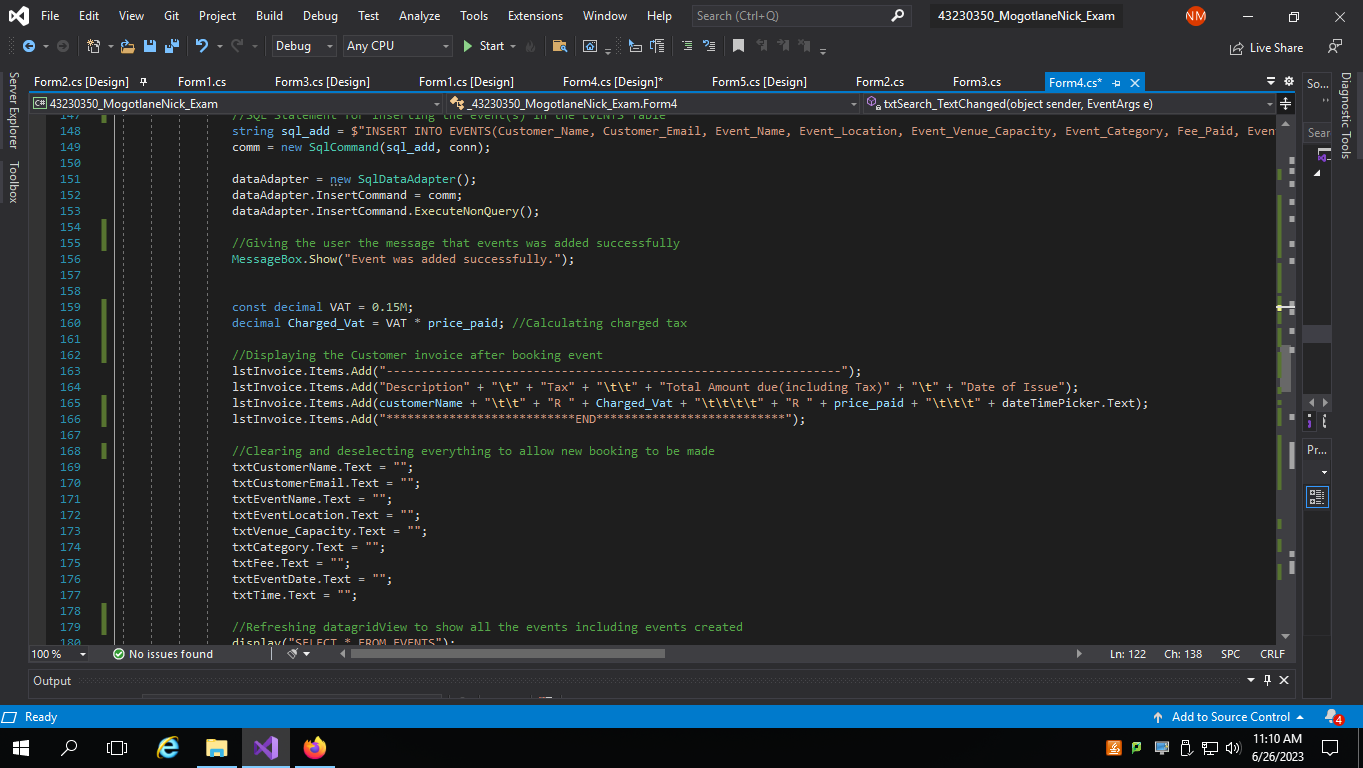 File Edit View Git Project Build Debug Test Analyze Tools Extensions Window Help Search (Ctrl+Q) 43230350_MogotlaneNick_Exam NM
Debug Any CPU Start Live Share
Form2.cs [Design] Form1.cs Form3.cs [Design] Form1.cs [Design] Form4.cs [Design]* Form5.cs [Design] Form2.cs Form3.cs Form4.cs*
C# 43230350_MogotlaneNick_Exam _43230350_MogotlaneNick_Exam.Form4 txtSearch_TextChanged(object sender, EventArgs e)
Server Explorer
Toolbox
147 //SQL Statement for inserting the event(s) in the EVENTS Table
148 string sql_add = $"INSERT INTO EVENTS(Customer_Name, Customer_Email, Event_Name, Event_Location, Event_Venue_Capacity, Event_Category, Fee_Paid, Even
149 comm = new SqlCommand(sql_add, conn);
150
151 dataAdapter = new SqlDataAdapter();
152 dataAdapter.InsertCommand = comm;
153 dataAdapter.InsertCommand.ExecuteNonQuery();
154
155 //Giving the user the message that events was added successfully
156 MessageBox.Show("Event was added successfully.");
157
158
159 const decimal VAT = 0.15M;
160 decimal Charged_Vat = VAT * price_paid; //Calculating charged tax
161
162 //Displaying the Customer invoice after booking event
163 lstInvoice.Items.Add("-----------------------------------------------------------------");
164 lstInvoice.Items.Add("Description" + "\t" + "Tax" + "\t\t" + "Total Amount due(including Tax)" + "\t" + "Date of Issue");
165 lstInvoice.Items.Add(customerName + "\t\t" + "R " + Charged_Vat + "\t\t\t\t" + "R " + price_paid + "\t\t\t" + dateTimePicker.Text);
166 lstInvoice.Items.Add("***************************END***************************");
167
168 //Clearing and deselecting everything to allow new booking to be made
169 txtCustomerName.Text = "";
170 txtCustomerEmail.Text = "";
171 txtEventName.Text = "";
172 txtEventLocation.Text = "";
173 txtVenue_Capacity.Text = "";
174 txtCategory.Text = "";
175 txtFee.Text = "";
176 txtEventDate.Text = "";
177 txtTime.Text = "";
178
179 //Refreshing datagridView to show all the events including events created
180 display("SELECT * FROM EVENTS");
So...
Sear
Pr...
Diagnostic Tools
100 % No issues found Ln: 122 Ch: 138 SPC CRLF
Output
Ready Add to Source Control 4
11:10 AM
6/26/2023